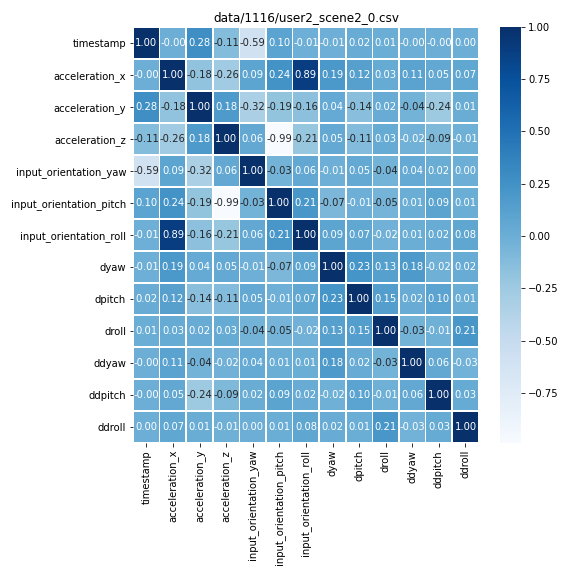 data/1116/user2_scene2_0.csv
timestamp 1.00 -0.00 0.28 -0.11 -0.59 0.10 -0.01 -0.01 0.02 0.01 -0.00 -0.00 0.00
acceleration_x -0.00 1.00 -0.18 -0.26 0.09 0.24 0.89 0.19 0.12 0.03 0.11 0.05 0.07
acceleration_y 0.28 -0.18 1.00 0.18 -0.32 -0.19 -0.16 0.04 -0.14 0.02 -0.04 -0.24 0.01
acceleration_z -0.11 -0.26 0.18 1.00 0.06 -0.99 -0.21 0.05 -0.11 0.03 -0.02 -0.09 -0.01
input_orientation_yaw -0.59 0.09 -0.32 0.06 1.00 -0.03 0.06 -0.01 0.05 -0.04 0.04 0.02 0.00
input_orientation_pitch 0.10 0.24 -0.19 -0.99 -0.03 1.00 0.21 -0.07 -0.01 -0.05 0.01 0.09 0.01
input_orientation_roll -0.01 0.89 -0.16 -0.21 0.06 0.21 1.00 0.09 0.07 -0.02 0.01 -0.02 0.08
dyaw -0.01 0.19 0.04 0.05 -0.01 -0.07 0.09 1.00 0.23 0.13 0.18 -0.02 0.02
dpitch 0.02 0.12 -0.14 -0.11 0.05 -0.01 0.07 0.23 1.00 0.15 0.02 0.10 0.01
droll 0.01 0.03 0.02 0.03 -0.04 -0.05 -0.02 0.13 0.15 1.00 -0.03 -0.01 0.21
ddyaw -0.00 0.11 -0.04 -0.02 0.04 0.01 0.01 0.18 0.02 -0.03 1.00 0.06 -0.03
ddpitch -0.00 0.05 -0.24 -0.09 0.02 0.09 -0.02 -0.02 0.10 -0.01 0.06 1.00 0.03
ddroll 0.00 0.07 0.01 -0.01 0.00 0.01 0.08 0.02 0.01 0.21 -0.03 0.03 1.00
timestamp
acceleration_x
acceleration_y
acceleration_z
input_orientation_yaw
input_orientation_pitch
input_orientation_roll
dyaw
dpitch
droll
ddyaw
ddpitch
ddroll
1.00
0.75
0.50
0.25
0.00
−0.25
−0.50
−0.75